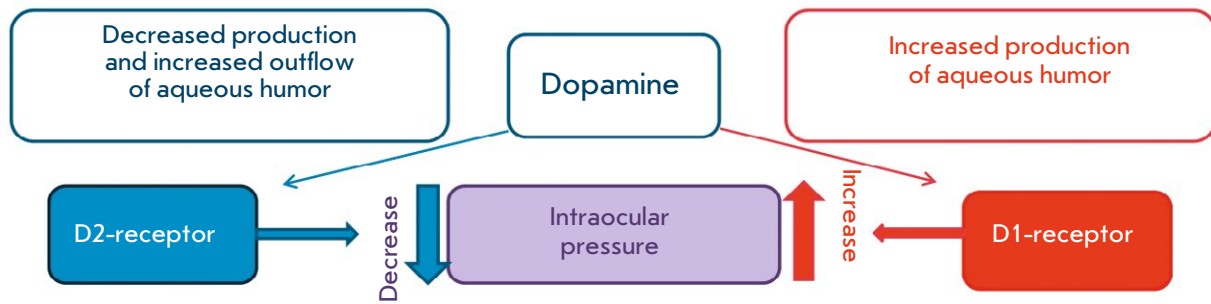 Decreased production
and increased outflow
of aqueous humor
Dopamine
Increased production
of aqueous humor
D2-receptor
Decrease
Intraocular
pressure
Increase
D1-receptor